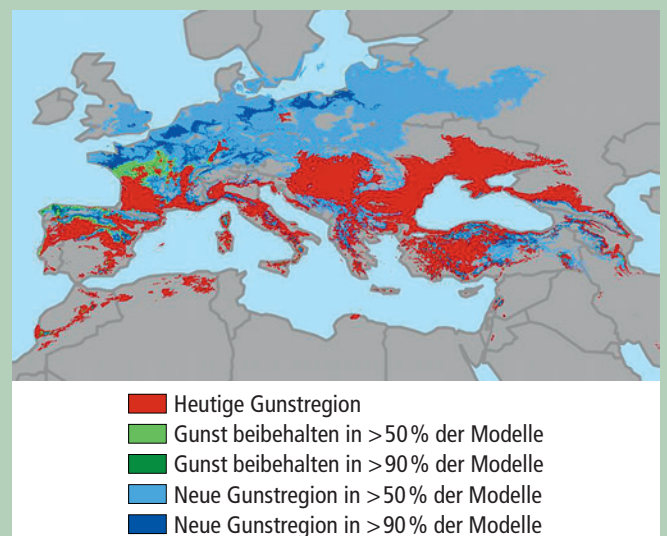 Heutige Gunstregion
Gunst beibehalten in >50% der Modelle
Gunst beibehalten in >90% der Modelle
Neue Gunstregion in >50% der Modelle
Neue Gunstregion in >90% der Modelle